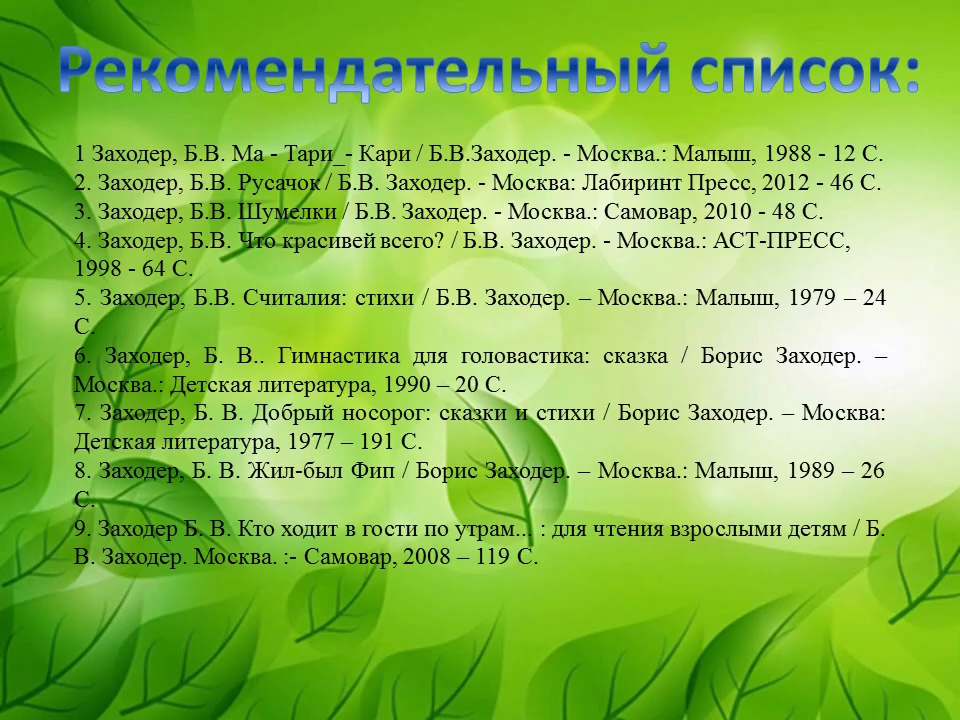 Рекомендательный список:
1 Заходер, Б.В. Ма - Тари_- Кари / Б.В.Заходер. - Москва.: Малыш, 1988 - 12 С.
2. Заходер, Б.В. Русачок / Б.В. Заходер. - Москва: Лабиринт Пресс, 2012 - 46 С.
3. Заходер, Б.В. Шумелки / Б.В. Заходер. - Москва.: Самовар, 2010 - 48 С.
4. Заходер, Б.В. Что красивей всего? / Б.В. Заходер. - Москва.: АСТ-ПРЕСС,
1998 - 64 С.
5. Заходер, Б.В. Считалия: стихи / Б.В. Заходер. – Москва.: Малыш, 1979 – 24
С.
6. Заходер, Б. В.. Гимнастика для головастика: сказка / Борис Заходер. –
Москва.: Детская литература, 1990 – 20 С.
7. Заходер, Б. В. Добрый носорог: сказки и стихи / Борис Заходер. – Москва:
Детская литература, 1977 – 191 С.
8. Заходер, Б. В. Жил-был Фип / Борис Заходер. – Москва.: Малыш, 1989 – 26
С.
9. Заходер Б. В. Кто ходит в гости по утрам... : для чтения взрослыми детям / Б.
В. Заходер. Москва. :- Самовар, 2008 – 119 С.